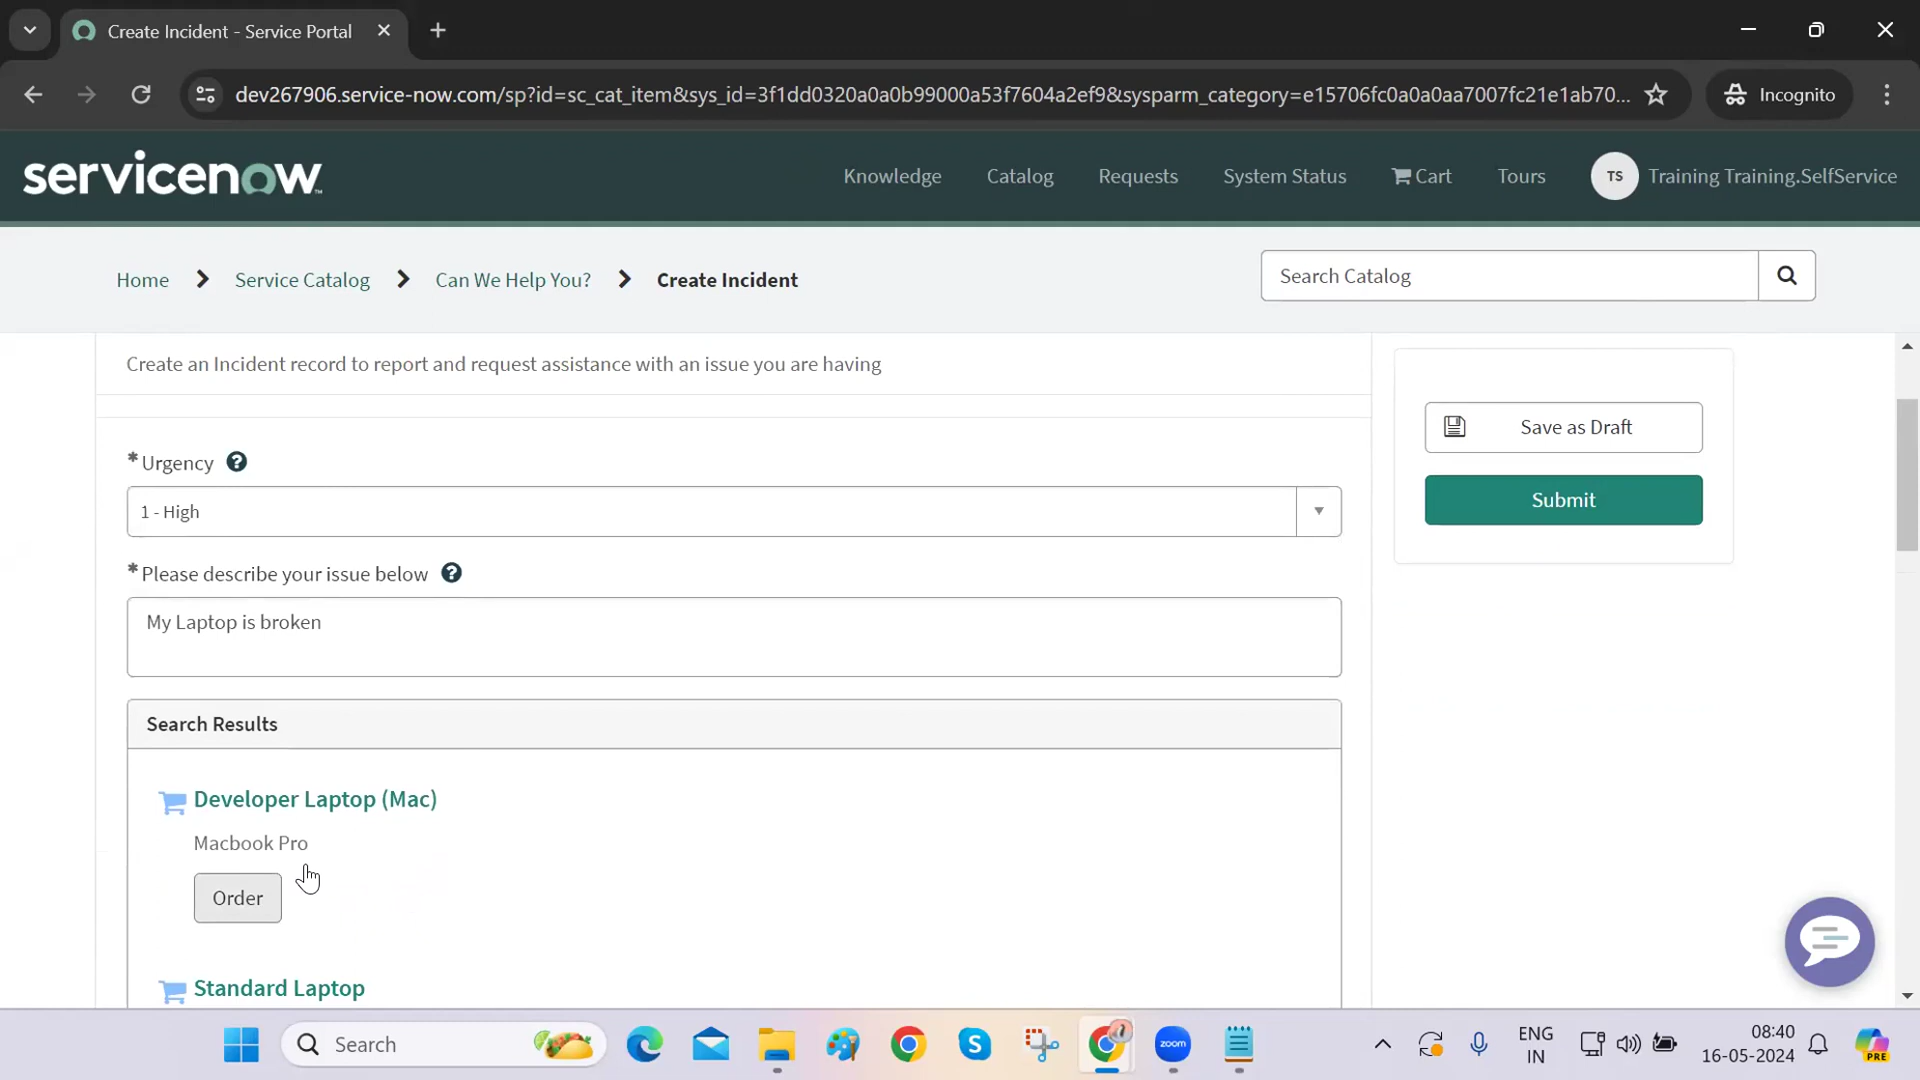 Create Incident - Service Portal
dev267906.service-now.com/sp?id=sc_cat_item&sys_id=3f1dd0320a0a0b99000a53f7604a2ef9&sysparm_category=e15706fc0a0a0aa7007fc21e1ab70...
Incognito
servicenow
Knowledge
Catalog
Requests
System Status
Cart
Tours
TS
Training Training.SelfService
Home
Service Catalog
Can We Help You?
Create Incident
Search Catalog
Create an Incident record to report and request assistance with an issue you are having
Save as Draft
* Urgency ?
1 - High
Submit
* Please describe your issue below ?
My Laptop is broken
Search Results
Developer Laptop (Mac)
Macbook Pro
Order
Standard Laptop
Search
zoom
ENG
IN
08:40
16-05-2024
PRE